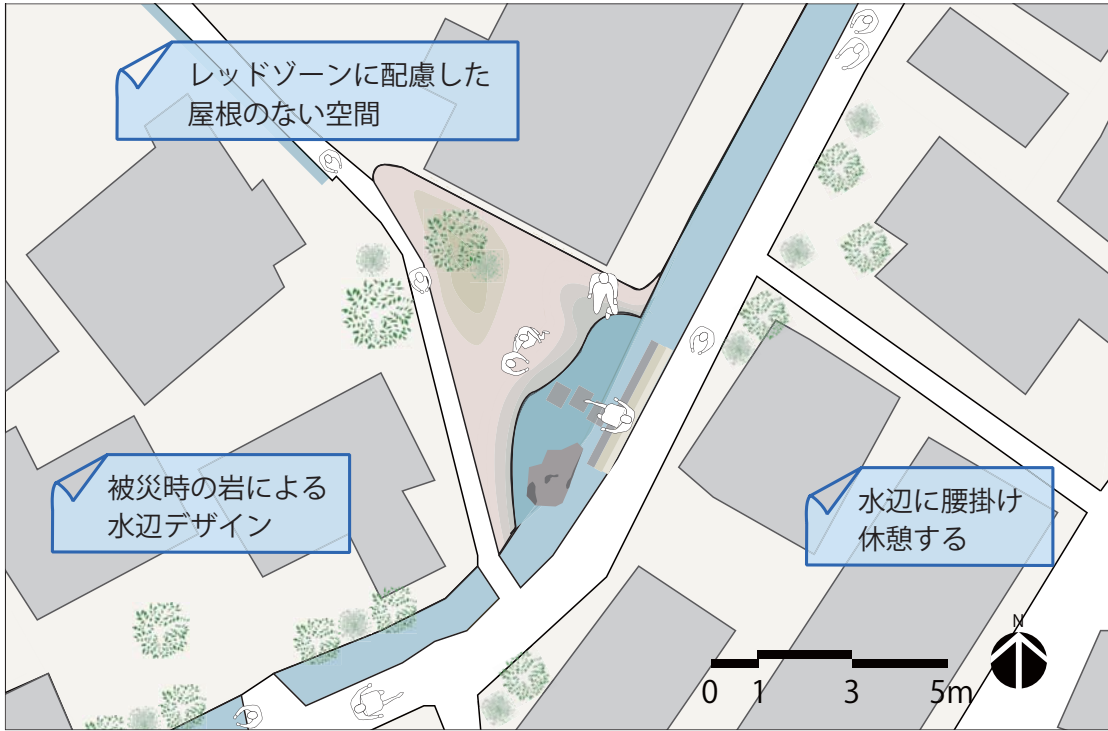 レッドゾーンに配慮した
屋根のない空間
被災時の岩による
水辺デザイン
水辺に腰掛け
休憩する
N
0 1 3 5m